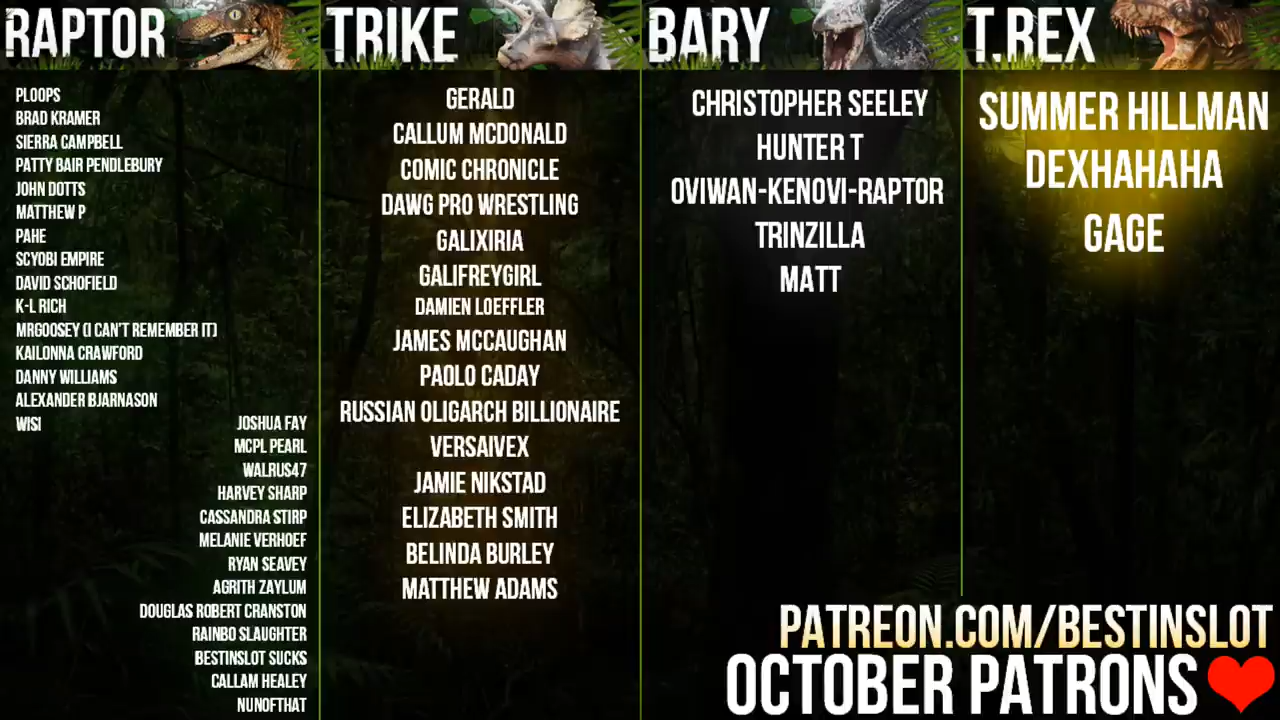 RAPTOR
PLOOPS
BRAD KRAMER
SIERRA CAMPBELL
PATTY BAIR PENDLEBURY
JOHN DOTTS
MATTHEW P
PAHE
SCYOBI EMPIRE
DAVID SCHOFIELD
K-L RICH
MRGOOSEY (I CAN'T REMEMBER IT)
KAILONNA CRAWFORD
DANNY WILLIAMS
ALEXANDER BJARNASON
WISI
JOSHUA FAY
MCPL PEARL
WALRUS47
HARVEY SHARP
CASSANDRA STIRP
MELANIE VERHOEF
RYAN SEAVEY
AGRITH ZAYLUM
DOUGLAS ROBERT CRANSTON
RAINBO SLAUGHTER
BESTINSLOT SUCKS
CALLAM HEALEY
NUNOFTHAT
TRIKE
GERALD
CALLUM MCDONALD
COMIC CHRONICLE
DAWG PRO WRESTLING
GALIXIRIA
GALIFREYGIRL
DAMIEN LOEFFLER
JAMES MCCAUGHAN
PAOLO CADAY
RUSSIAN OLIGARCH BILLIONAIRE
VERSAIVEX
JAMIE NIKSTAD
ELIZABETH SMITH
BELINDA BURLEY
MATTHEW ADAMS
BARY
CHRISTOPHER SEELEY
HUNTER T
OVIWAN-KENOVI-RAPTOR
TRINZILLA
MATT
T.REX
SUMMER HILLMAN
DEXHAHAHA
GAGE
PATREON.COM/BESTINSLOT
OCTOBER PATRONS